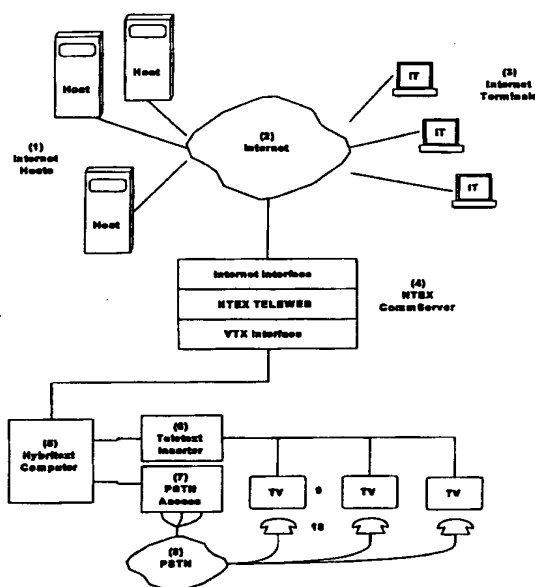 Host
Host
Host
(1)
Internet
Hosts
(2)
Internet
IT
IT
IT
(3)
Internet
Terminals
Internet Interface
NTEX TELEWEB
VTX Interface
(4)
NTEX
CommServer
(5)
Hybritext
Computer
(6)
Teletext
Inserter
(7)
PSTN
Access
TV
9
TV
TV
18
(8)
PSTN